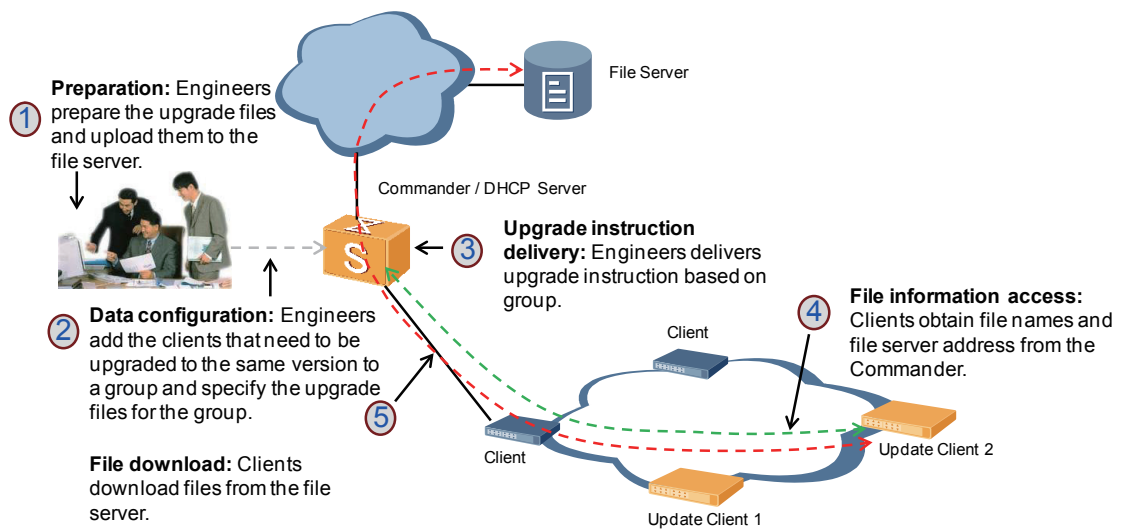 File Server
1
Preparation: Engineers
prepare the upgrade files
and upload them to the
file server.
Commander / DHCP Server
S
3
Upgrade instruction
delivery: Engineers delivers
upgrade instruction based on
group.
2
Data configuration: Engineers
add the clients that need to be
upgraded to the same version to
a group and specify the upgrade
files for the group.
4
File information access:
Clients obtain file names and
file server address from the
Commander.
Client
5
Client
Update Client 2
File download: Clients
download files from the file
server.
Update Client 1